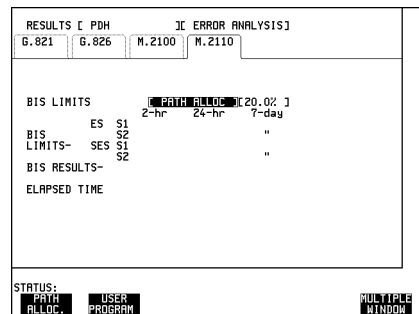 RESULTS [ PDH ][ ERROR ANALYSIS]
G.821 G.826 M.2100 M.2110
BIS LIMITS [ PATH ALLOC ][20.0% ]
2-hr 24-hr 7-day
ES S1
BIS S2 "
LIMITS- SES S1
S2 "
BIS RESULTS-
ELAPSED TIME
STATUS:
PATH ALLOC.
USER PROGRAM
MULTIPLE WINDOW